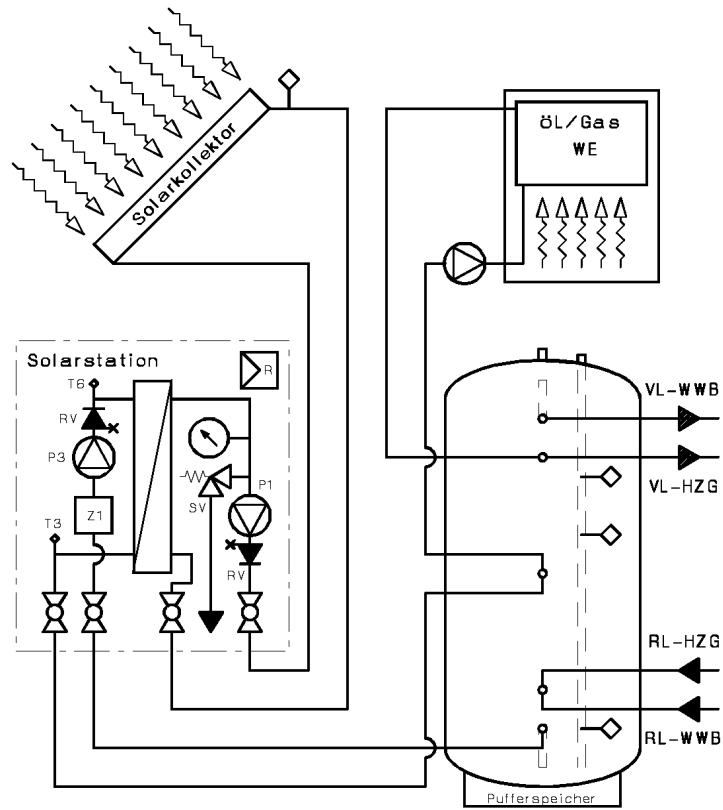 Solarkollektor
öL/Gas
WE
Solarstation
R
T6
RV
P3
Z1
T3
SV
P1
RV
VL-WWB
VL-HZG
RL-HZG
RL-WWB
Pufferspeicher